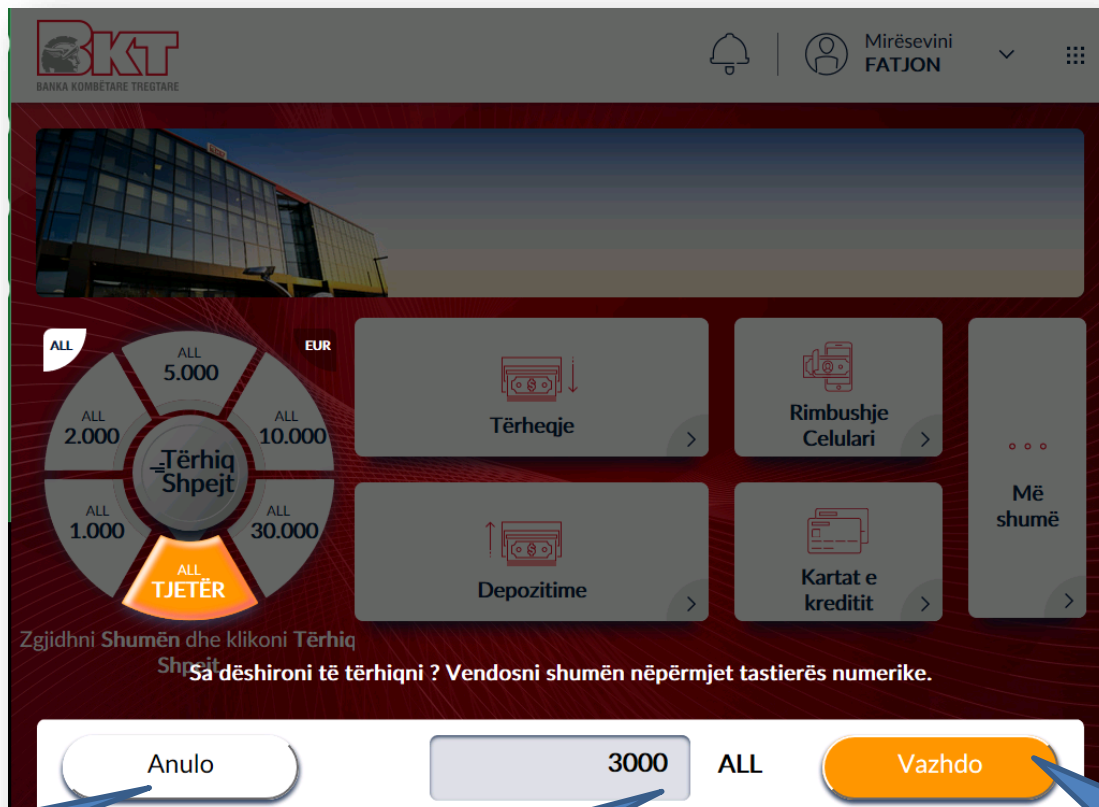 BKT
BANKA KOMBËTARE TREGTARE
Mirësevini
FATJON
ALL
EUR
ALL
5.000
ALL
2.000
ALL
10.000
Tërhiq
Shpejt
ALL
1.000
ALL
30.000
ALL
TJETËR
Tërheqje
Rimbushje
Celulari
Depozitime
Kartat e
kreditit
Më
shumë
Zgjidhni Shumën dhe klikoni Tërhiq
Shpejt
Sa dëshironi të tërhiqni ? Vendosni shumën nëpërmjet tastierës numerike.
Anulo
3000
ALL
Vazhdo